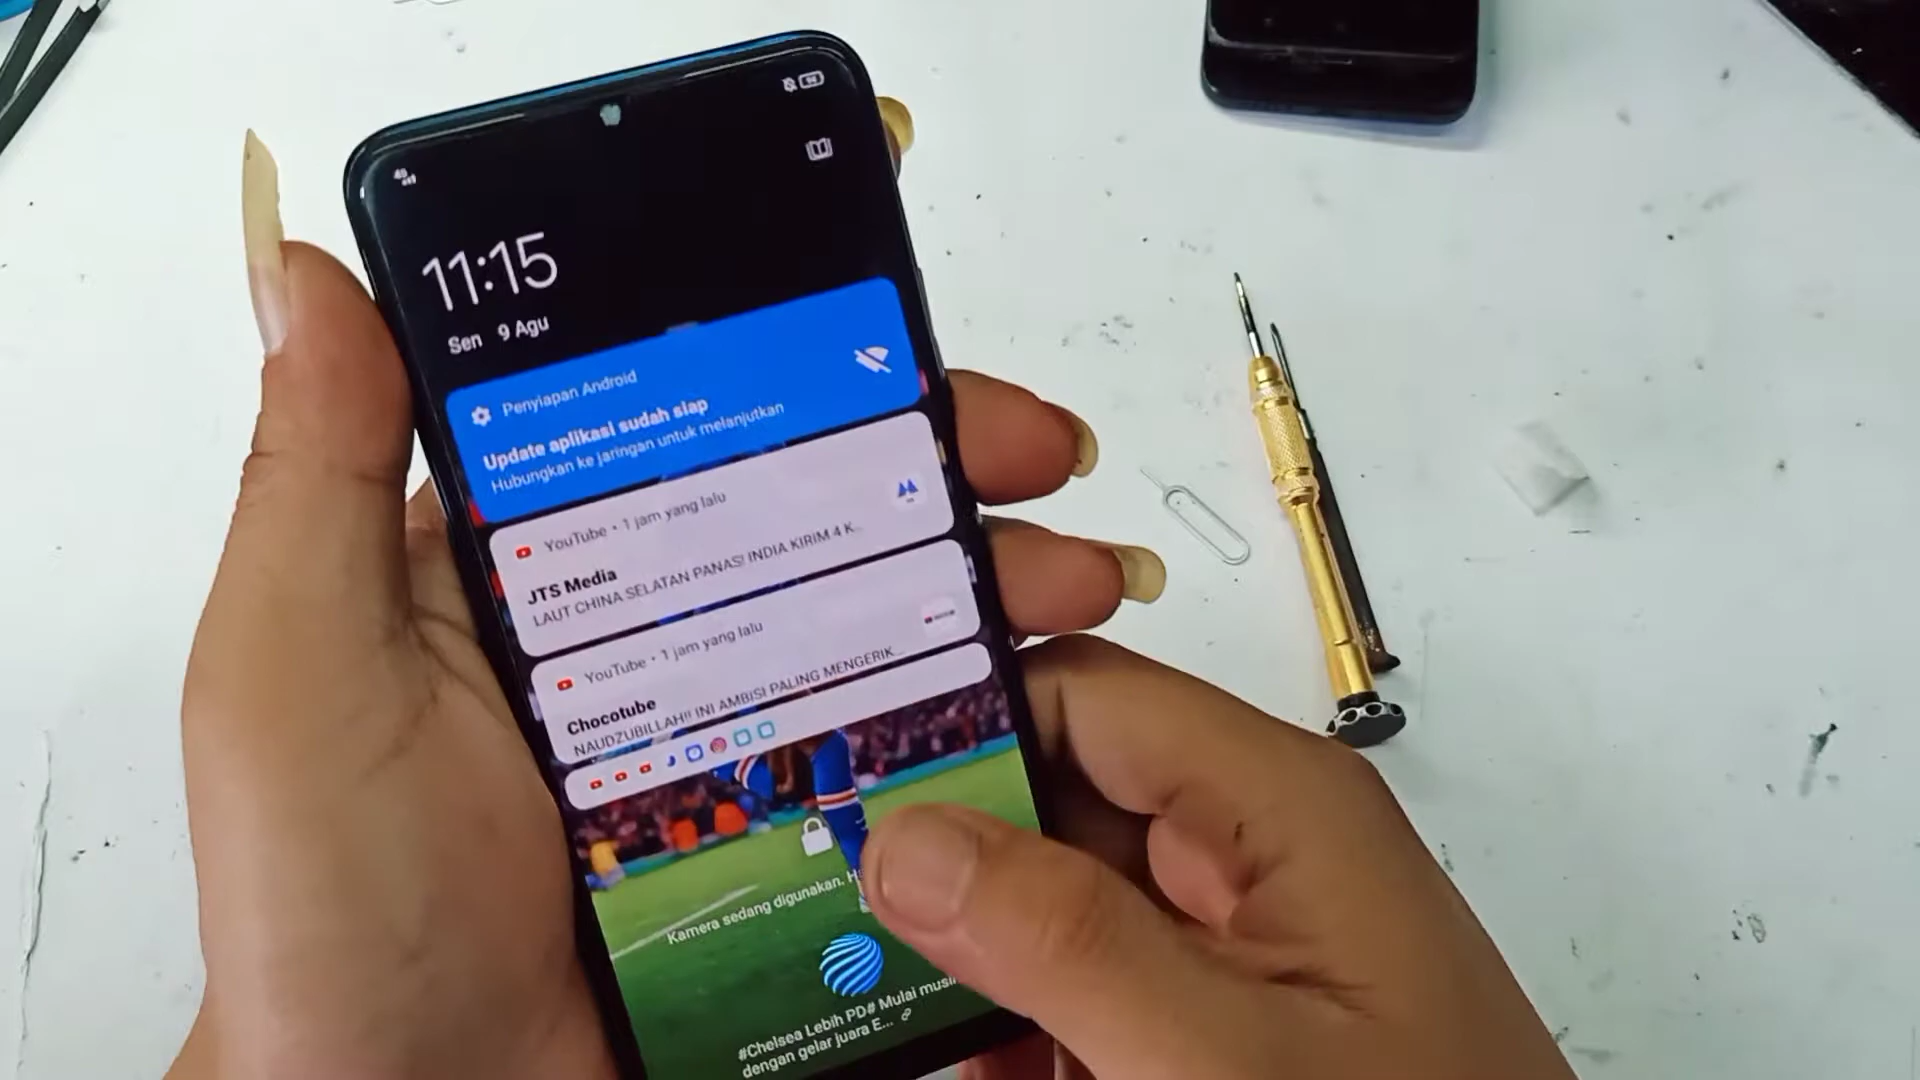 11:15
Sen 9 Agu
Penyiapan Android
Update aplikasi sudah siap
Hubungkan ke jaringan untuk melanjutkan
YouTube • 1 jam yang lalu
JTS Media
LAUT CHINA SELATAN PANAS! INDIA KIRIM 4 K...
YouTube • 1 jam yang lalu
Chocotube
NAUDZUBILLAH!! INI AMBISI PALING MENGERIK...
Kamera sedang digunakan. H
#Chelsea Lebih PD# Mulai musi
dengan gelar juara E...